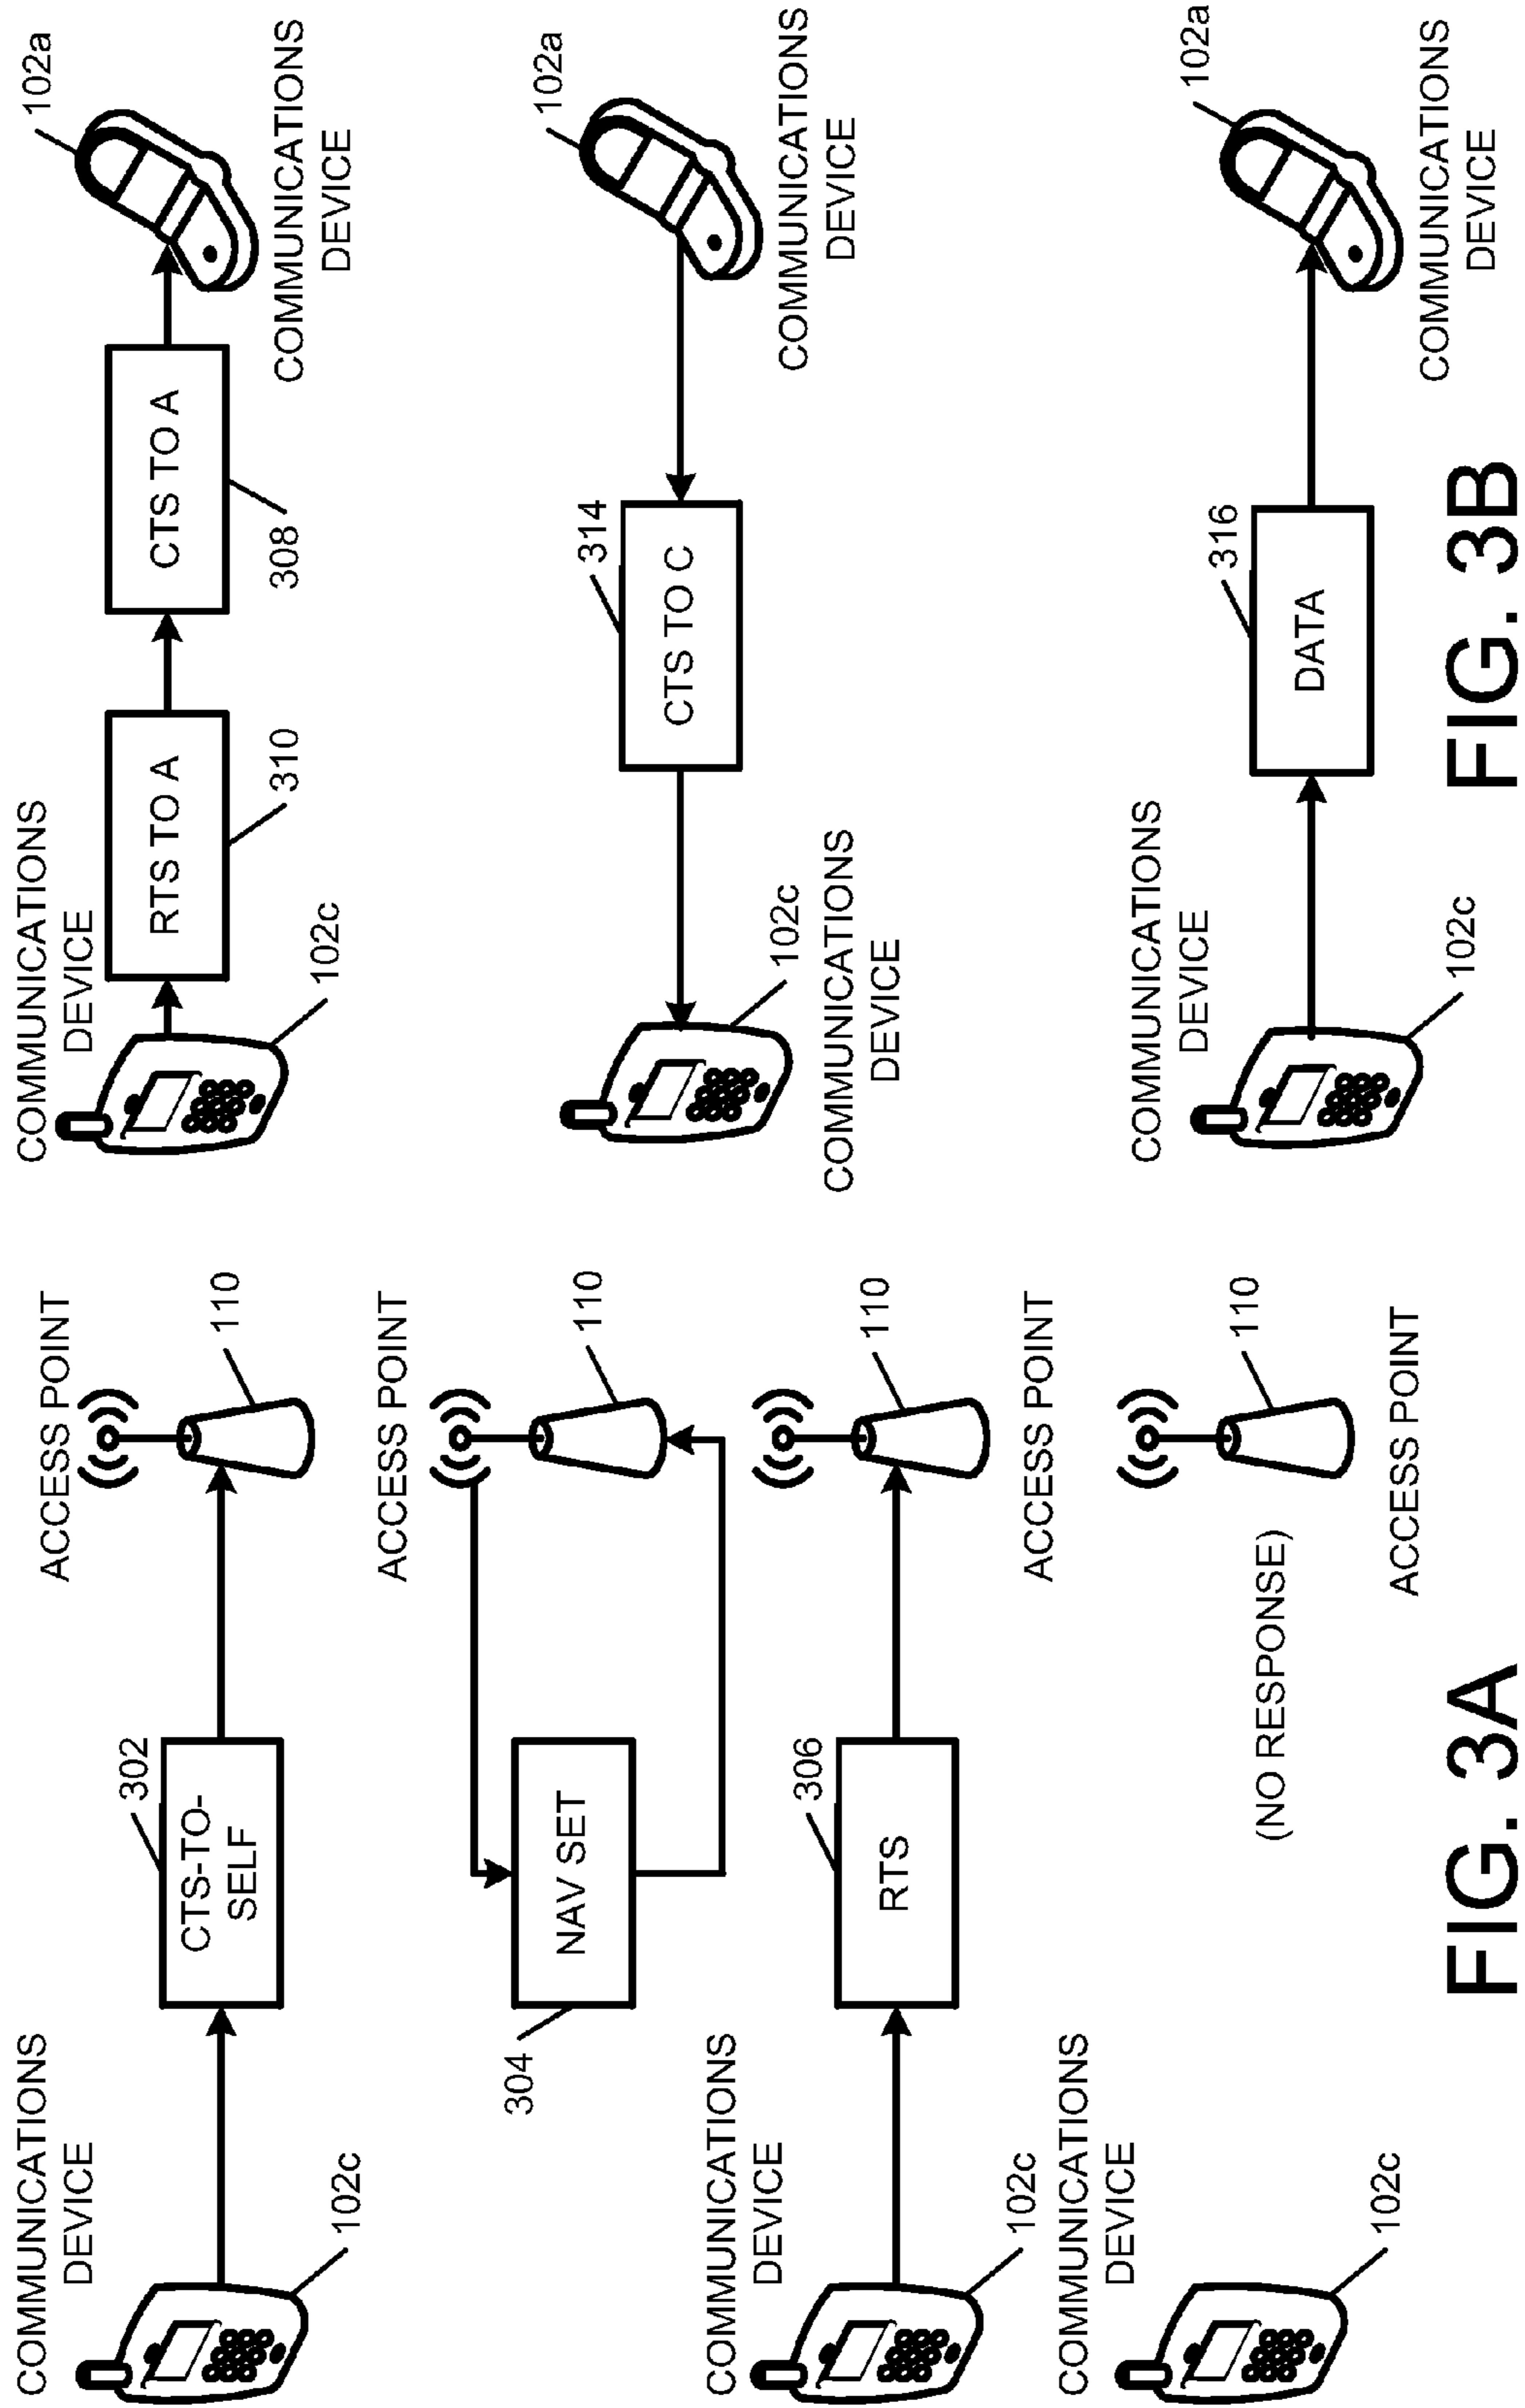 COMMUNICATIONS
DEVICE
102c
302
CTS-TO-
SELF
ACCESS POINT
110
304
NAV SET
ACCESS POINT
110
COMMUNICATIONS
DEVICE
102c
306
RTS
110
ACCESS POINT
COMMUNICATIONS
DEVICE
102c
(NO RESPONSE)
110
ACCESS POINT
FIG. 3A
COMMUNICATIONS
DEVICE
102c
RTS TO A
310
CTS TO A
308
102a
COMMUNICATIONS
DEVICE
102c
COMMUNICATIONS
DEVICE
314
CTS TO C
102a
COMMUNICATIONS
DEVICE
COMMUNICATIONS
DEVICE
102c
316
DATA
102a
COMMUNICATIONS
DEVICE
FIG. 3B